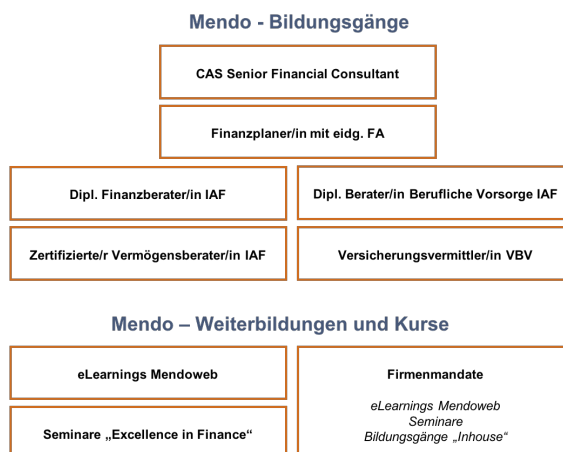 Mendo - Bildungsgänge
CAS Senior Financial Consultant
Finanzplaner/in mit eidg. FA
Dipl. Finanzberater/in IAF
Dipl. Berater/in Berufliche Vorsorge IAF
Zertifizierte/r Vermögensberater/in IAF
Versicherungsvermittler/in VBV
Mendo – Weiterbildungen und Kurse
eLearnings Mendoweb
Seminare „Excellence in Finance“
Firmenmandate
eLearnings Mendoweb
Seminare
Bildungsgänge „Inhouse“